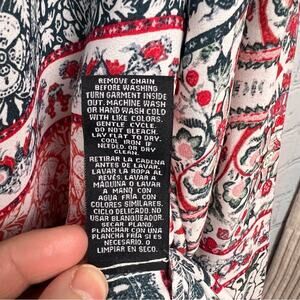 REMOVE CHAIN
BEFORE WASHING
TURN GARMENT INSIDE
OUT. MACHINE WASH
OR HAND WASH COLD
WITH LIKE COLORS.
GENTLE CYCLE.
DO NOT BLEACH.
LAY FLAT TO DRY.
COOL IRON IF
NEEDED, OR DRY
CLEAN.
RETIRAR LA CADENA
ANTES DE LAVAR.
LAVAR LA ROPA AL
REVÉS. LAVAR A
MÁQUINA O LAVAR
A MANO CON
AGUA FRÍA CON
COLORES SIMILARES.
CICLO DELICADO. NO
USAR BLANQUEADOR.
SECAR PLANO.
PLANCHAR CON UNA
PLANCHA FRÍA SI ES
NECESARIO, O
LIMPIAR EN SECO.